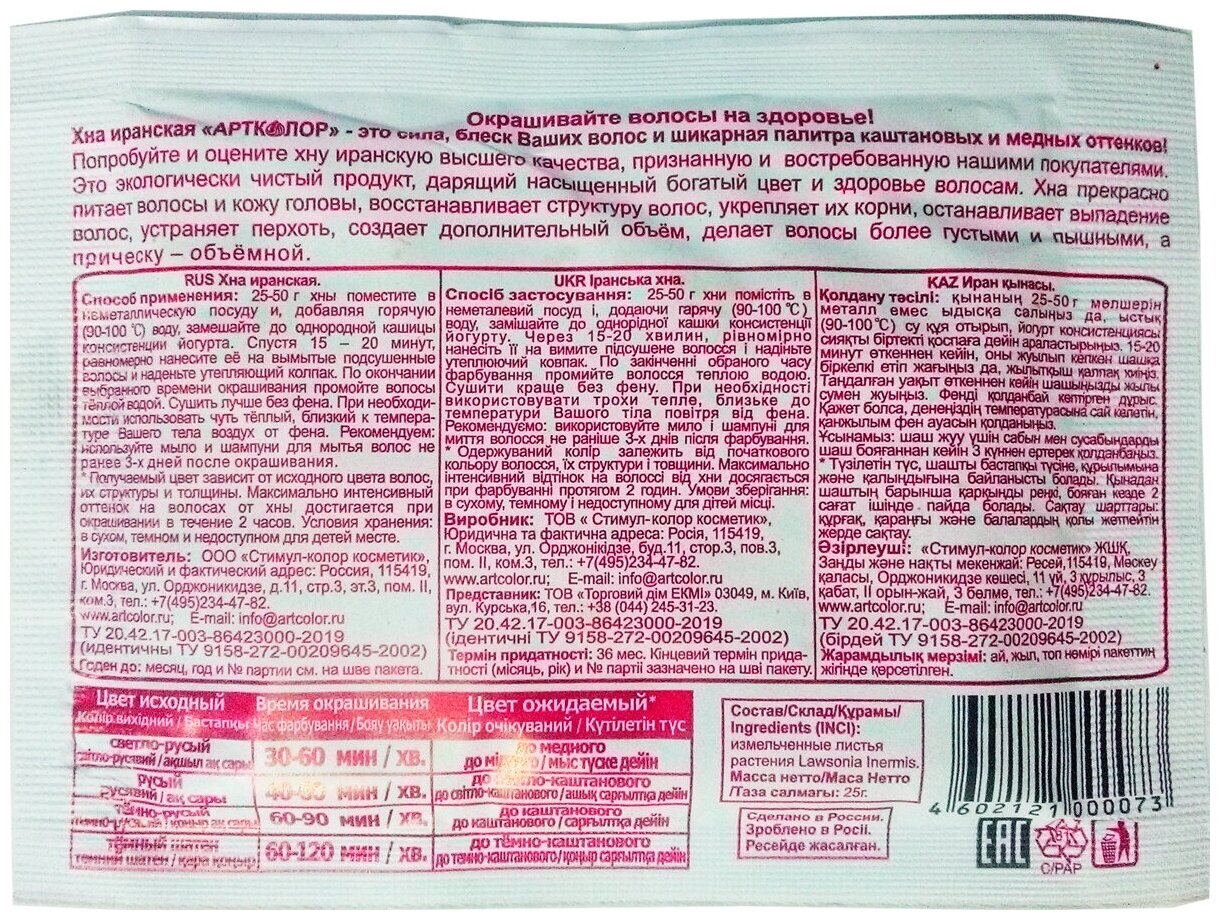 Окрашивайте волосы на здоровье!
Хна иранская «АРТКОЛОР» - это сила, блеск Ваших волос и шикарная палитра каштановых и медных оттенков!
Попробуйте и оцените хну иранскую высшего качества, признанную и востребованную нашими покупателями.
Это экологически чистый продукт, дарящий насыщенный богатый цвет и здоровье волосам. Хна прекрасно
питает волосы и кожу головы, восстанавливает структуру волос, укрепляет их корни, останавливает выпадение
волос, устраняет перхоть, создает дополнительный объём, делает волосы более густыми и пышными, а
прическу – объёмной.
RUS Хна иранская.
Способ применения: 25-50 г хны поместите в
неметаллическую посуду и, добавляя горячую
(90-100 °C) воду, замешайте до однородной кашицы
консистенции йогурта. Спустя 15 – 20 минут,
равномерно нанесите её на вымытые подсушенные
волосы и наденьте утепляющий колпак. По окончании
выбранного времени окрашивания промойте волосы
тёплой водой. Сушить лучше без фена. При необходи-
мости использовать чуть тёплый, близкий к темпера-
туре Вашего тела воздух от фена. Рекомендуем:
используйте мыло и шампуни для мытья волос не
ранее 3-х дней после окрашивания.
* Получаемый цвет зависит от исходного цвета волос,
их структуры и толщины. Максимально интенсивный
оттенок на волосах от хны достигается при
окрашивании в течение 2 часов. Условия хранения:
в сухом, темном и недоступном для детей месте.
Изготовитель: ООО «Стимул-колор косметик»,
Юридический и фактический адрес: Россия, 115419,
г. Москва, ул. Орджоникидзе, д.11, стр.3, эт.3, пом. II,
ком.3, тел.: +7(495)234-47-82.
www.artcolor.ru; E-mail: info@artcolor.ru
ТУ 20.42.17-003-86423000-2019
(идентичны ТУ 9158-272-00209645-2002)
Годен до: месяц, год и № партии см. на шве пакета.
UKR Іранська хна.
Спосіб застосування: 25-50 г хни помістіть в
неметалевий посуд і, додаючи гарячу (90-100 °C)
воду, замішайте до однорідної кашки консистенції
йогурту. Через 15-20 хвилин, рівномірно
нанесіть її на вимите підсушене волосся і надіньте
утеплюючий ковпак. По закінченні обраного часу
фарбування промийте волосся теплою водою.
Сушити краще без фену. При необхідності
використовувати трохи тепле, близьке до
температури Вашого тіла повітря від фена.
Рекомендуємо: використовуйте мило і шампуні для
миття волосся не раніше 3-х днів після фарбування.
* Одержуваний колір залежить від початкового
кольору волосся, їх структури і товщини. Максимально
інтенсивний відтінок на волоссі від хни досягається
при фарбуванні протягом 2 годин. Умови зберігання:
в сухому, темному і недоступному для дітей місці.
Виробник: ТОВ « Стимул-колор косметик»,
Юридична та фактична адреса: Росія, 115419,
г. Москва, ул. Орджонікідзе, буд.11, стор.3, пов.3,
пом. II, ком.3, тел.: +7(495)234-47-82.
www.artcolor.ru; E-mail: info@artcolor.ru
Представник: ТОВ «Торговий дім ЕКМІ» 03049, м. Київ,
вул. Курська,16, тел.: +38 (044) 245-31-23.
ТУ 20.42.17-003-86423000-2019
(ідентичні ТУ 9158-272-00209645-2002)
Термін придатності: 36 мес. Кінцевий термін прида-
тності (місяць, рік) и № партії зазначено на шві пакету.
KAZ Иран қынасы.
Қолдану тәсілі: қынаның 25-50 г мөлшерін
металл емес ыдысқа салыңыз да, ыстық
(90-100 °C) су құя отырып, йогурт консистенциясы
сияқты біртекті қоспаға дейін араластырыңыз. 15-20
минут өткеннен кейін, оны жуылып кепкен шашқа
біркелкі етіп жағыңыз да, жылытқыш қалпақ киіңіз.
Таңдалған уақыт өткеннен кейін шашыңызды жылы
сумен жуыңыз. Фенді қолданбай кептірген дұрыс.
Қажет болса, дененіздің температурасына сай келетін,
қанжылым фен ауасын қолданыңыз.
Ұсынамыз: шаш жуу үшін сабын мен сусабындарды
шаш бояғаннан кейін 3 күннен ертерек қолданбаңыз.
* Түзілетін түс, шашты бастапқы түсіне, құрылымына
және қалыңдығына байланысты болады. Қынадан
шаштың барынша қарқынды реңкі, бояған кезде 2
сағат ішінде пайда болады. Сақтау шарттары:
құрғақ, қараңғы және балалардың қолы жетпейтін
жерде сақтау.
Әзірлеуші: «Стимул-колор косметик» ЖШҚ,
Заңды және нақты мекенжай: Ресей,115419, Мәскеу
қаласы, Орджоникидзе көшесі, 11 үй, 3 құрылыс, 3
қабат, II орын-жай, 3 бөлме, тел.: +7(495)234-47-82.
www.artcolor.ru; E-mail: info@artcolor.ru
ТУ 20.42.17-003-86423000-2019
(бірдей ТУ 9158-272-00209645-2002)
Жарамдылық мерзімі: ай, жыл, топ нөмірі пакеттің
жігінде көрсетілген.
Цвет исходный Время окрашивания Цвет ожидаемый*
Колір вихідний / Бастапқы Час фарбування / Бояу уақыты Колір очікуваний / Күтілетін түс
светло-русый
світло-русявий / ақшыл ақ сары
30-60 мин / хв.
до медного
до мідного / мыс түске дейін
русый
русявий / ақ сары
40-60 мин / хв.
до светло-каштанового
до світло-каштанового / ашық сарғылтқа дейін
тёмно-русый
темно-русявий / қоңыр ақ сары
60-90 мин / хв.
до каштанового
до каштанового / сарғылтқа дейін
тёмный шатен
темний шатен / қара қоңыр
60-120 мин / хв.
до тёмно-каштанового
до темно-каштанового / қоңыр сарғылтқа дейін
Состав/Склад/Құрамы/
Ingredients (INCI):
измельченные листья
растения Lawsonia Inermis.
Масса нетто/Маса Нетто
/Таза салмағы: 25г.
Сделано в России.
Зроблено в Росії.
Ресейде жасалған.
4 602121 000073
EAC
81
C/PAP